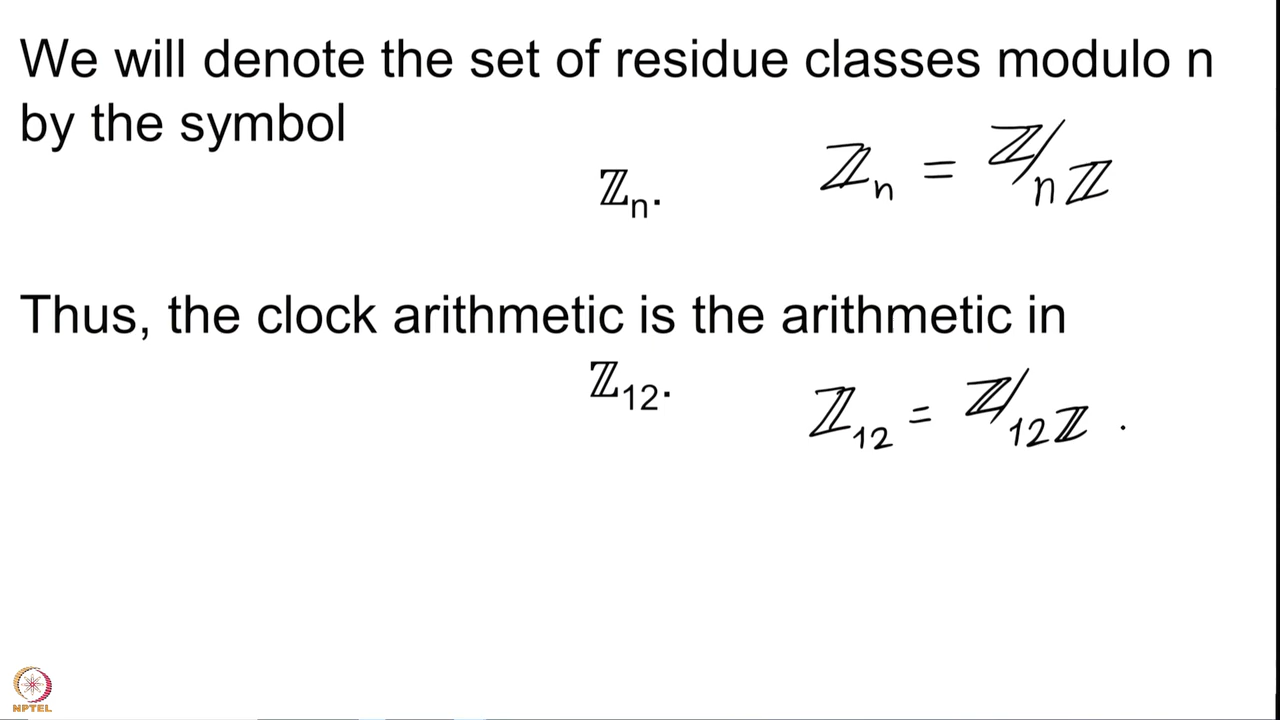 We will denote the set of residue classes modulo n
by the symbol
ℤₙ. ℤₙ = ℤ/nℤ
Thus, the clock arithmetic is the arithmetic in
ℤ₁₂. ℤ₁₂ = ℤ/12ℤ .
NPTEL